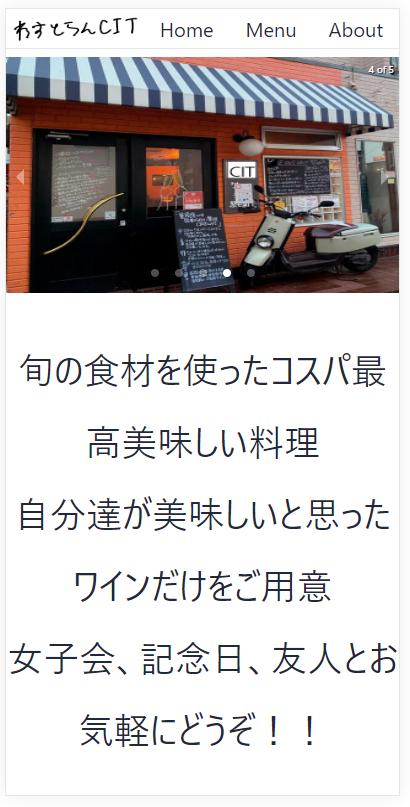 れすとらんCIT
Home
Menu
About
4 of 5
CIT
旬の食材を使ったコスパ最
高美味しい料理
自分達が美味しいと思った
ワインだけをご用意
女子会、記念日、友人とお
気軽にどうぞ！！